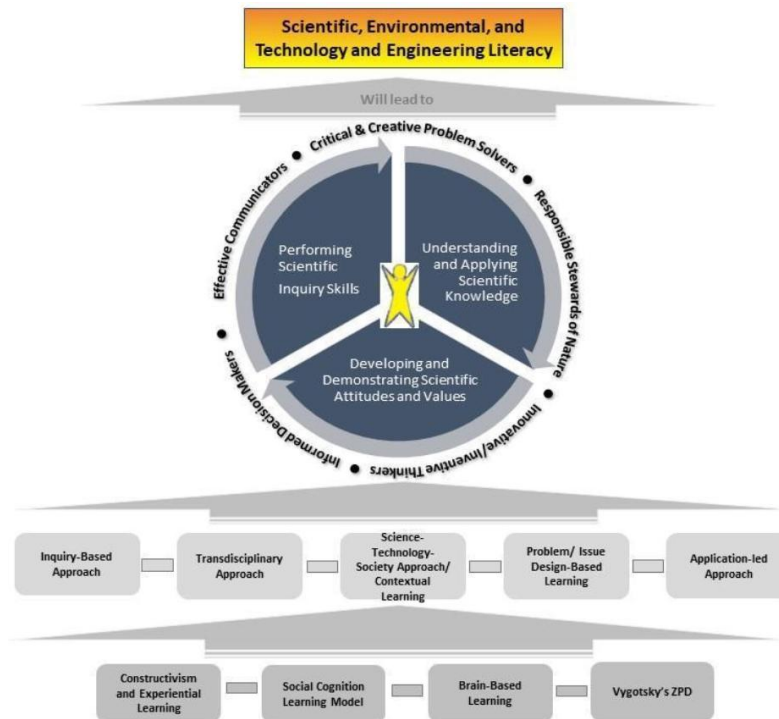 Scientific, Environmental, and
Technology and Engineering Literacy
Will lead to
Effective Communicators • Critical & Creative Problem Solvers • Responsible Stewards of Nature • Innovative/Inventive Thinkers • Informed Decision Makers •
Performing
Scientific
Inquiry Skills
Understanding
and Applying
Scientific
Knowledge
Developing and
Demonstrating Scientific
Attitudes and Values
Inquiry-Based
Approach
Transdisciplinary
Approach
Science-
Technology-
Society Approach/
Contextual
Learning
Problem/ Issue
Design-Based
Learning
Application-led
Approach
Constructivism
and Experiential
Learning
Social Cognition
Learning Model
Brain-Based
Learning
Vygotsky's ZPD